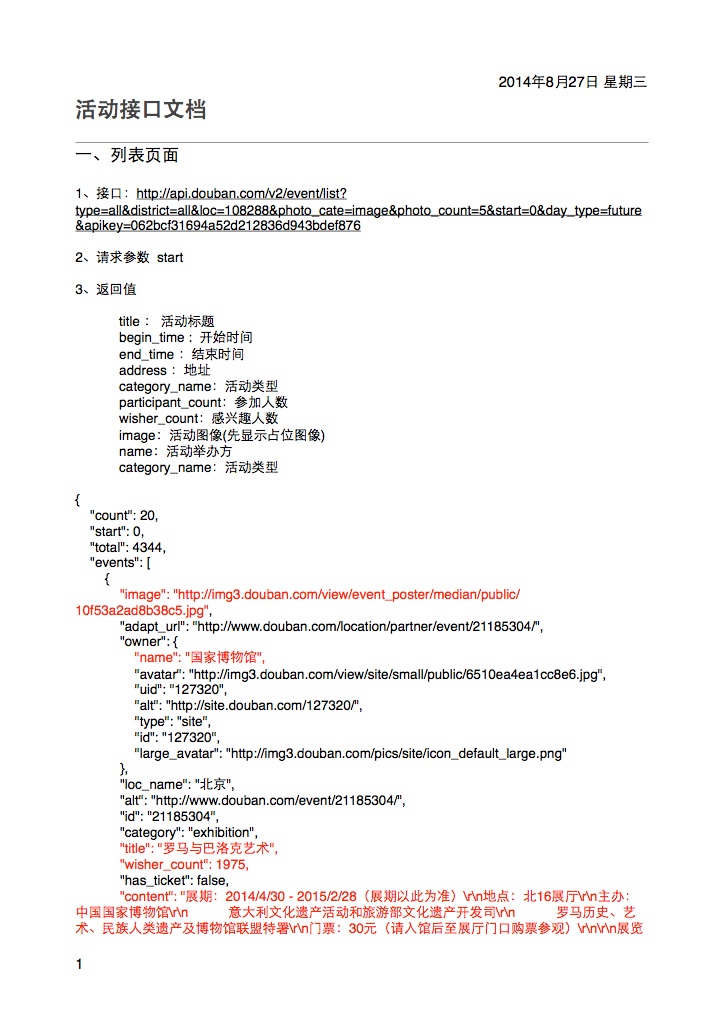 2014年8月27日 星期三
活动接口文档
一、列表页面
1、接口：http://api.douban.com/v2/event/list?
type=all&district=all&loc=108288&photo_cate=image&photo_count=5&start=0&day_type=future
&apikey=062bcf31694a52d212836d943bdef876
2、请求参数 start
3、返回值
title： 活动标题
begin_time：开始时间
end_time：结束时间
address：地址
category_name：活动类型
participant_count：参加人数
wisher_count：感兴趣人数
image：活动图像(先显示占位图像)
name：活动举办方
category_name：活动类型
{
"count": 20,
"start": 0,
"total": 4344,
"events": [
{
"image": "http://img3.douban.com/view/event_poster/median/public/
10f53a2ad8b38c5.jpg",
"adapt_url": "http://www.douban.com/location/partner/event/21185304/",
"owner": {
"name": "国家博物馆",
"avatar": "http://img3.douban.com/view/site/small/public/6510ea4ea1cc8e6.jpg",
"uid": "127320",
"alt": "http://site.douban.com/127320/",
"type": "site",
"id": "127320",
"large_avatar": "http://img3.douban.com/pics/site/icon_default_large.png"
},
"loc_name": "北京",
"alt": "http://www.douban.com/event/21185304/",
"id": "21185304",
"category": "exhibition",
"title": "罗马与巴洛克艺术",
"wisher_count": 1975,
"has_ticket": false,
"content": "展期：2014/4/30 - 2015/2/28（展期以此为准）\r\n地点：北16展厅\r\n主办：
中国国家博物馆\r\n 意大利文化遗产活动和旅游部文化遗产开发司\r\n 罗马历史、艺
术、民族人类遗产及博物馆联盟特署\r\n门票：30元（请入馆后至展厅门口购票参观）\r\n\r\n展览
1